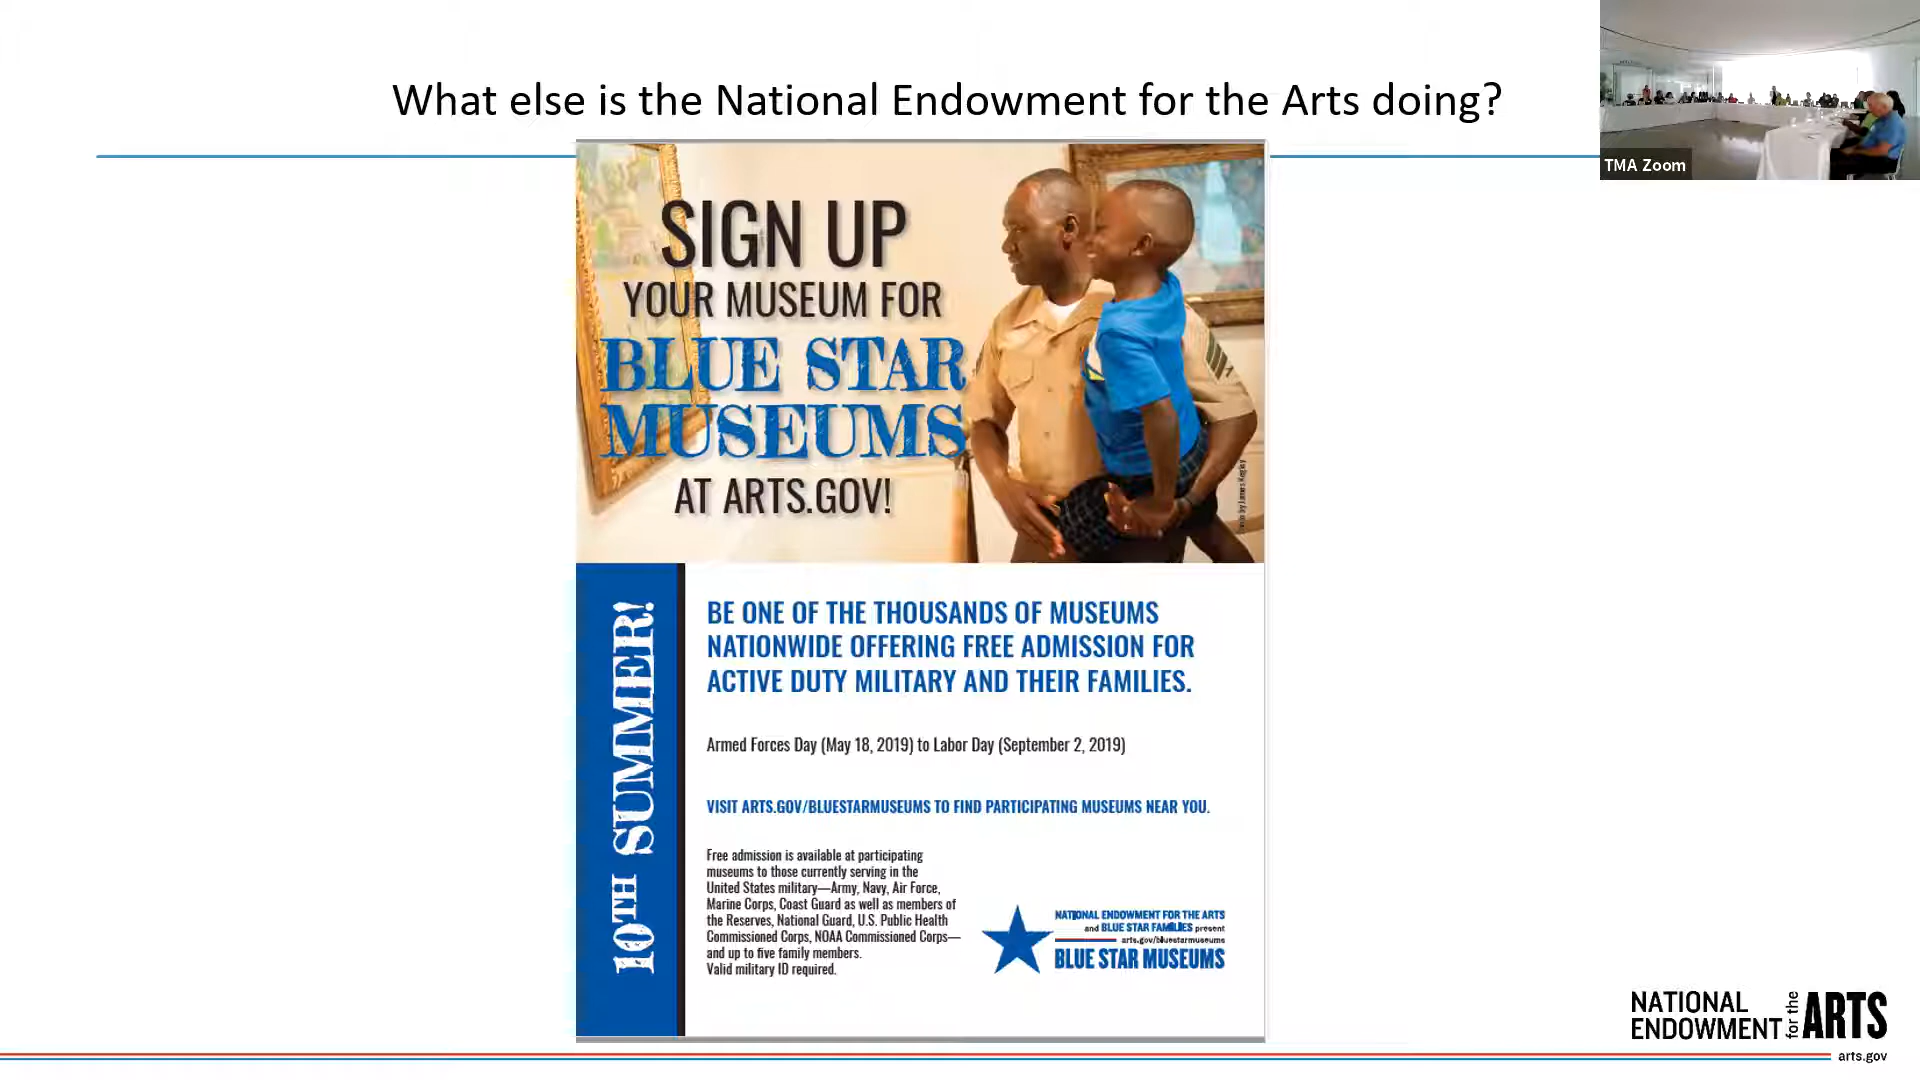 What else is the National Endowment for the Arts doing?
TMA Zoom
SIGN UP
YOUR MUSEUM FOR
BLUE STAR
MUSEUMS
AT ARTS.GOV!
by James Kegley
10TH SUMMER!
BE ONE OF THE THOUSANDS OF MUSEUMS
NATIONWIDE OFFERING FREE ADMISSION FOR
ACTIVE DUTY MILITARY AND THEIR FAMILIES.
Armed Forces Day (May 18, 2019) to Labor Day (September 2, 2019)
VISIT ARTS.GOV/BLUESTARMUSEUMS TO FIND PARTICIPATING MUSEUMS NEAR YOU.
Free admission is available at participating
museums to those currently serving in the
United States military—Army, Navy, Air Force,
Marine Corps, Coast Guard as well as members of
the Reserves, National Guard, U.S. Public Health
Commissioned Corps, NOAA Commissioned Corps—
and up to five family members.
Valid military ID required.
NATIONAL ENDOWMENT FOR THE ARTS
and BLUE STAR FAMILIES present
arts.gov/bluestarmuseums
BLUE STAR MUSEUMS
NATIONAL
ENDOWMENT
for the
ARTS
arts.gov